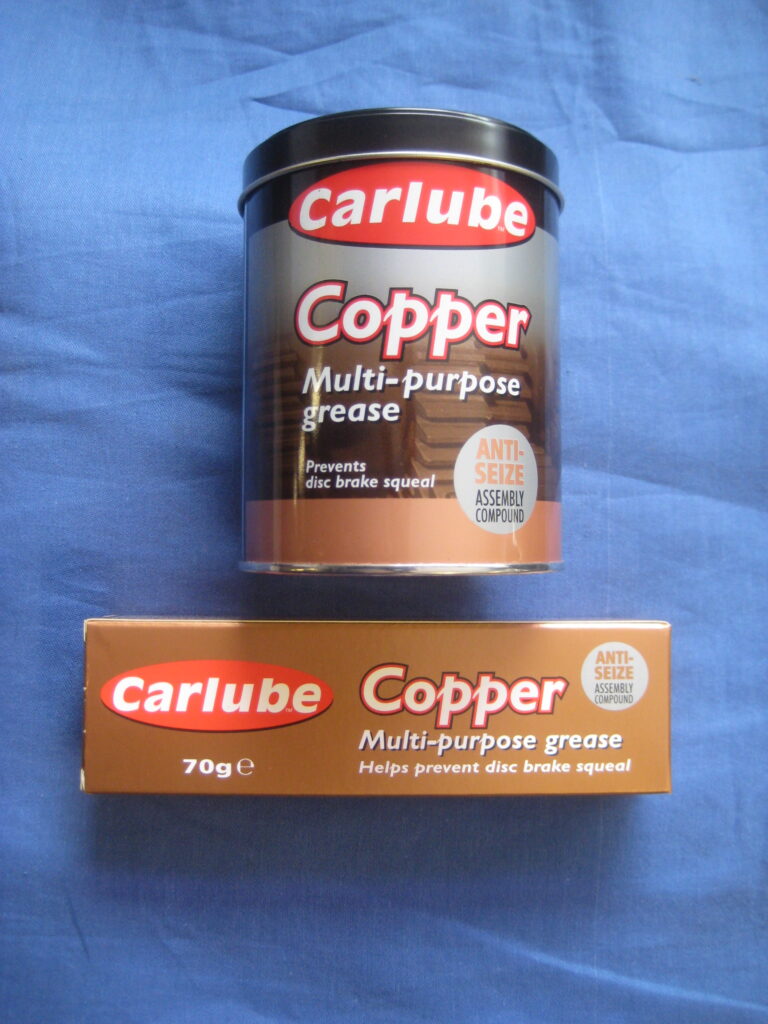 Carlube
Copper
Multi-purpose
grease
Prevents
disc brake squeal
ANTI-
SEIZE
ASSEMBLY
COMPOUND
Carlube™
70g ℮
Copper
Multi-purpose grease
Helps prevent disc brake squeal
ANTI-
SEIZE
ASSEMBLY
COMPOUND